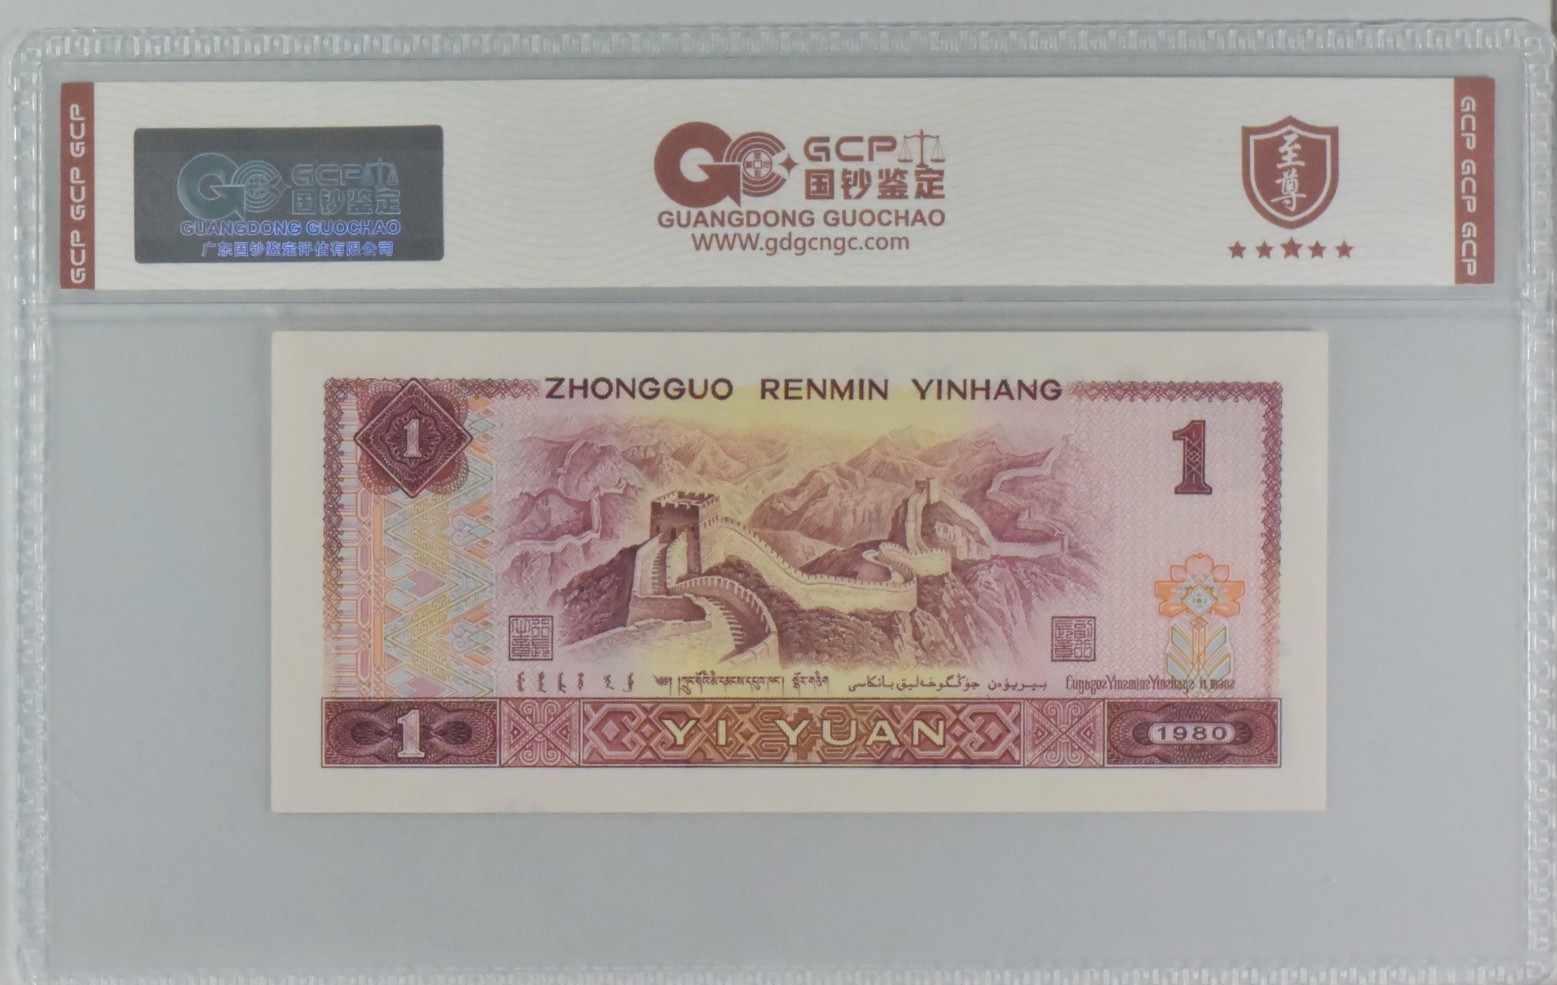 GCP GCP GCP
GCP
国钞鉴定
GUANGDONG GUOCHAO
广东国钞鉴定评估有限公司
GCP
国钞鉴定
GUANGDONG GUOCHAO
WWW.gdgcngc.com
至尊
GCP GCP GCP
ZHONGGUO RENMIN YINHANG
1
1
1
YI YUAN
1980